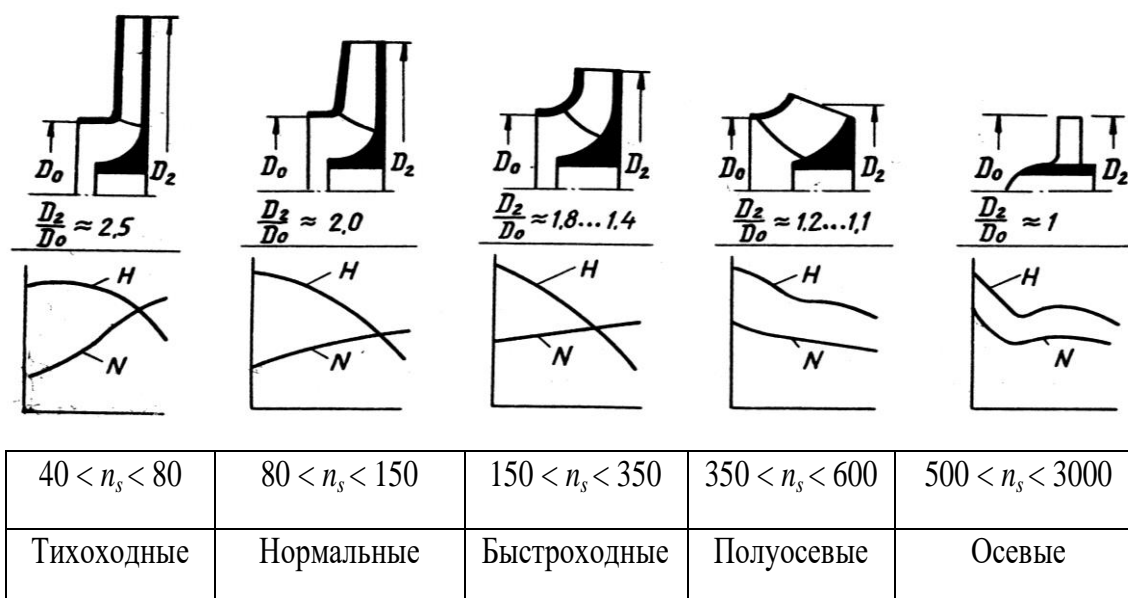 D₀ D₂
D₀ D₂
D₀ D₂
D₀ D₂
D₀ D₂
D₂/D₀ ≈ 2,5
D₂/D₀ ≈ 2,0
D₂/D₀ ≈ 1,8...1.4
D₂/D₀ ≈ 1.2...1,1
D₂/D₀ ≈ 1
H
N
H
N
H
N
H
N
H
N
40 < nₛ < 80
80 < nₛ < 150
150 < nₛ < 350
350 < nₛ < 600
500 < nₛ < 3000
Тихоходные
Нормальные
Быстроходные
Полуосевые
Осевые